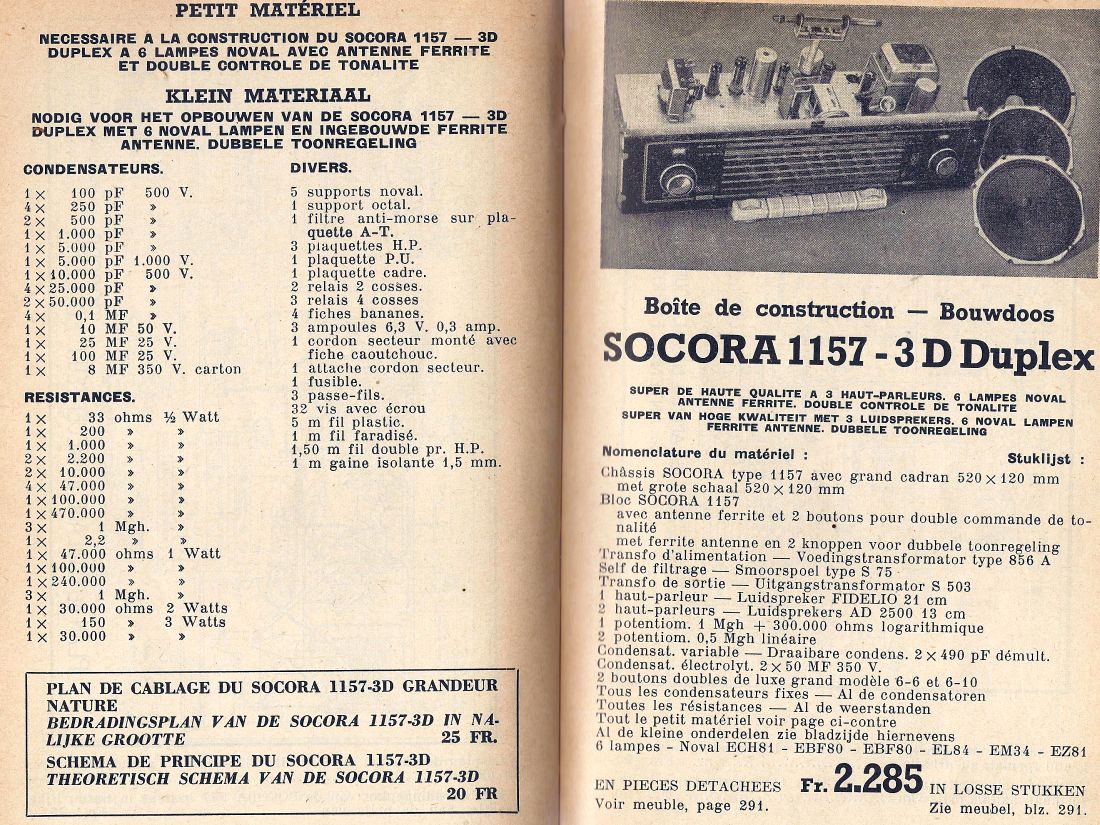 PETIT MATÉRIEL
NECESSAIRE A LA CONSTRUCTION DU SOCORA 1157 — 3D
DUPLEX A 6 LAMPES NOVAL AVEC ANTENNE FERRITE
ET DOUBLE CONTROLE DE TONALITE
KLEIN MATERIAAL
NODIG VOOR HET OPBOUWEN VAN DE SOCORA 1157 — 3D
DUPLEX MET 6 NOVAL LAMPEN EN INGEBOUWDE FERRITE
ANTENNE. DUBBELE TOONREGELING
CONDENSATEURS.
1 × 100 pF 500 V.
4 × 250 pF »
2 × 500 pF »
1 × 1.000 pF »
1 × 5.000 pF »
1 × 5.000 pF 1.000 V.
1 × 10.000 pF 500 V.
4 × 25.000 pF »
2 × 50.000 pF »
4 × 0,1 MF »
1 × 10 MF 50 V.
1 × 25 MF 25 V.
1 × 100 MF 25 V.
1 × 8 MF 350 V. carton
RESISTANCES.
1 × 33 ohms ½ Watt
1 × 200 » »
1 × 1.000 » »
2 × 2.200 » »
2 × 10.000 » »
4 × 47.000 » »
1 × 100.000 » »
1 × 470.000 » »
3 × 1 Mgh. »
1 × 2,2 » »
1 × 47.000 ohms 1 Watt
1 × 100.000 » »
1 × 240.000 » »
3 × 1 Mgh. »
1 × 30.000 ohms 2 Watts
1 × 150 » 3 Watts
1 × 30.000 » »
DIVERS.
5 supports noval.
1 support octal.
1 filtre anti-morse sur pla-
quette A-T.
3 plaquettes H.P.
1 plaquette P.U.
1 plaquette cadre.
2 relais 2 cosses.
3 relais 4 cosses
4 fiches bananes.
3 ampoules 6,3 V. 0,3 amp.
1 cordon secteur monté avec
fiche caoutchouc.
1 attache cordon secteur.
1 fusible.
3 passe-fils.
32 vis avec écrou
5 m fil plastic.
1 m fil faradisé.
1,50 m fil double pr. H.P.
1 m gaine isolante 1,5 mm.
PLAN DE CABLAGE DU SOCORA 1157-3D GRANDEUR
NATURE
BEDRADINGSPLAN VAN DE SOCORA 1157-3D IN NA-
LIJKE GROOTTE 25 FR.
SCHEMA DE PRINCIPE DU SOCORA 1157-3D
THEORETISCH SCHEMA VAN DE SOCORA 1157-3D
20 FR
Boîte de construction — Bouwdoos
SOCORA 1157 - 3 D Duplex
SUPER DE HAUTE QUALITE A 3 HAUT-PARLEURS. 6 LAMPES NOVAL
ANTENNE FERRITE. DOUBLE CONTROLE DE TONALITE
SUPER VAN HOGE KWALITEIT MET 3 LUIDSPREKERS. 6 NOVAL LAMPEN
FERRITE ANTENNE. DUBBELE TOONREGELING
Nomenclature du matériel : Stuklijst :
Châssis SOCORA type 1157 avec grand cadran 520 × 120 mm
met grote schaal 520 × 120 mm
Bloc SOCORA 1157
avec antenne ferrite et 2 boutons pour double commande de to-
nalité
met ferrite antenne en 2 knoppen voor dubbele toonregeling
Transfo d'alimentation — Voedingstransformator type 856 A
Self de filtrage — Smoorspoel type S 75
Transfo de sortie — Uitgangstransformator S 503
1 haut-parleur — Luidspreker FIDELIO 21 cm
2 haut-parleurs — Luidsprekers AD 2500 13 cm
1 potentiom. 1 Mgh + 300.000 ohms logarithmique
2 potentiom. 0,5 Mgh linéaire
Condensat. variable — Draaibare condens. 2 × 490 pF démult.
Condensat. électrolyt. 2 × 50 MF 350 V.
2 boutons doubles de luxe grand modèle 6-6 et 6-10
Tous les condensateurs fixes — Al de condensatoren
Toutes les résistances — Al de weerstanden
Tout le petit matériel voir page ci-contre
Al de kleine onderdelen zie bladzijde hiernevens
6 lampes - Noval ECH81 - EBF80 - EBF80 - EL84 - EM34 - EZ81
EN PIECES DETACHEES Fr. 2.285 IN LOSSE STUKKEN
Voir meuble, page 291. Zie meubel, blz. 291.